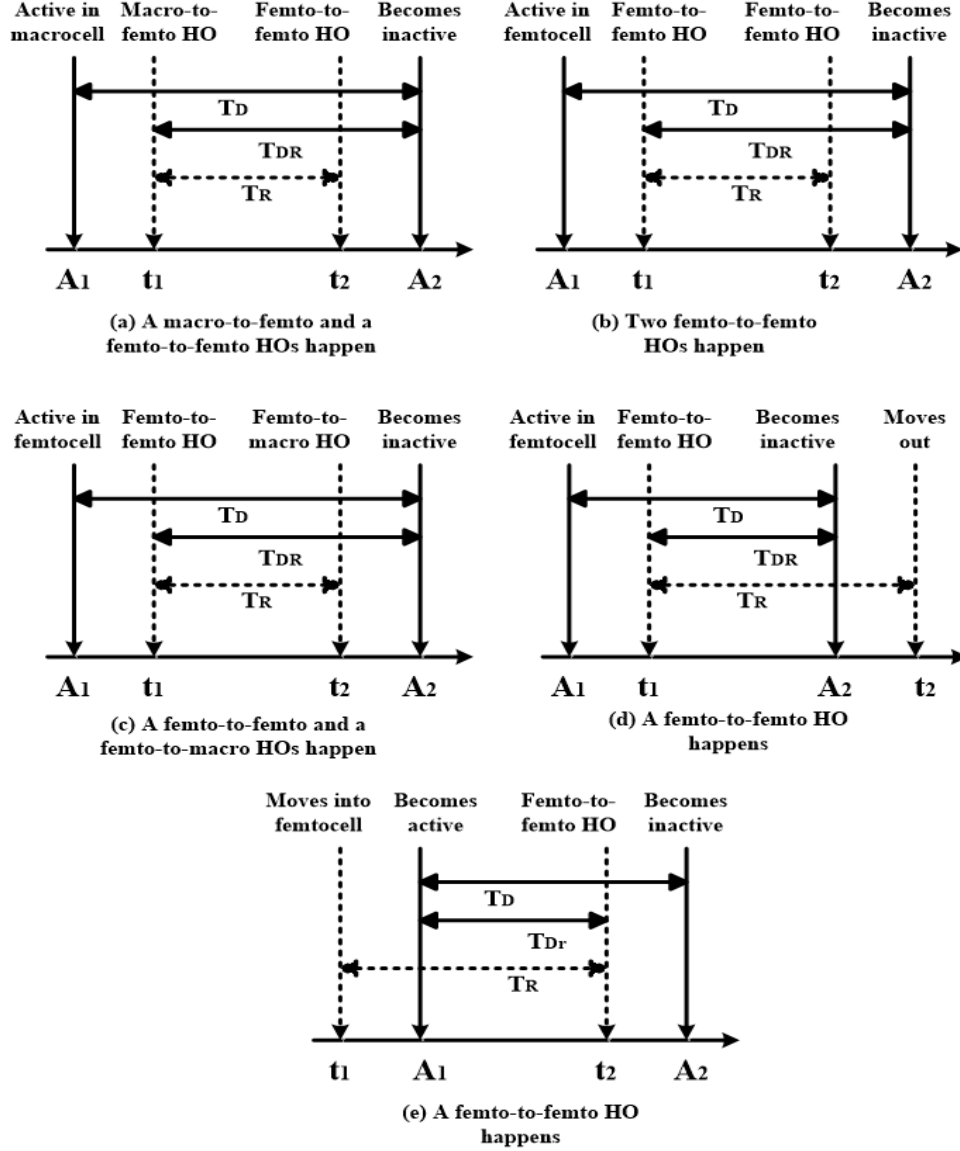 Active in macrocell
Macro-to-femto HO
Femto-to-femto HO
Becomes inactive
TD
TDR
TR
A1
t1
t2
A2
(a) A macro-to-femto and a
femto-to-femto HOs happen
Active in femtocell
Femto-to-femto HO
Femto-to-femto HO
Becomes inactive
TD
TDR
TR
A1
t1
t2
A2
(b) Two femto-to-femto
HOs happen
Active in femtocell
Femto-to-femto HO
Femto-to-macro HO
Becomes inactive
TD
TDR
TR
A1
t1
t2
A2
(c) A femto-to-femto and a
femto-to-macro HOs happen
Active in femtocell
Femto-to-femto HO
Becomes inactive
Moves out
TD
TDR
TR
A1
t1
A2
t2
(d) A femto-to-femto HO
happens
Moves into femtocell
Becomes active
Femto-to-femto HO
Becomes inactive
TD
TDr
TR
t1
A1
t2
A2
(e) A femto-to-femto HO
happens